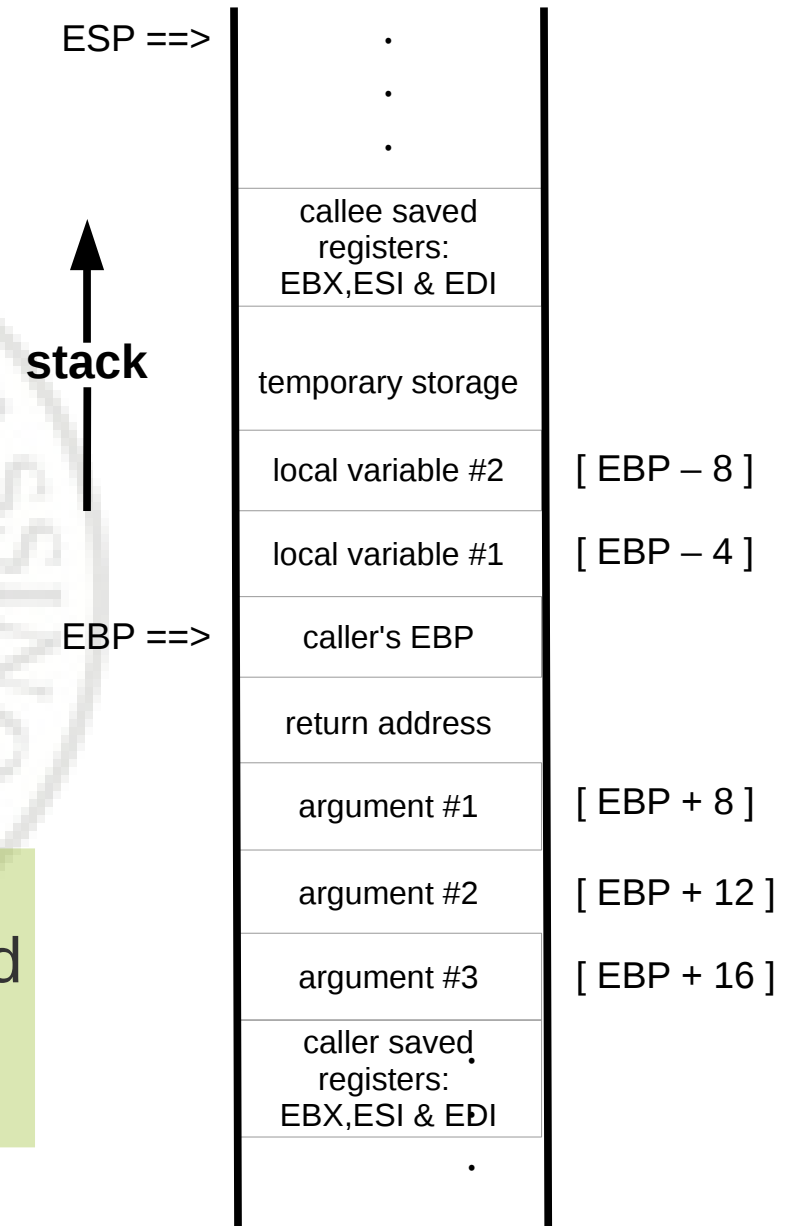 ESP ==>
.
.
.
callee saved
registers:
EBX,ESI & EDI
stack
temporary storage
local variable #2
[ EBP – 8 ]
local variable #1
[ EBP – 4 ]
EBP ==>
caller's EBP
return address
argument #1
[ EBP + 8 ]
argument #2
[ EBP + 12 ]
d
argument #3
[ EBP + 16 ]
caller saved
registers:
EBX,ESI & EDI
.
.
.